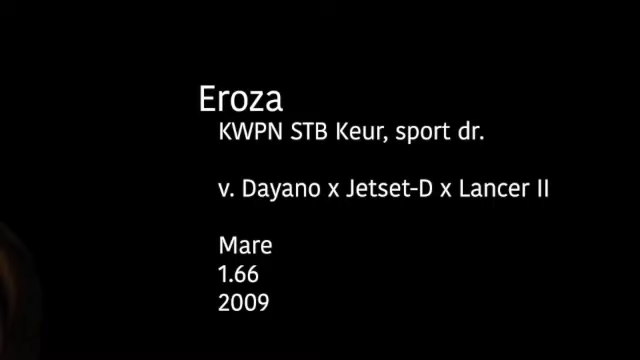 Eroza
KWPN STB Keur, sport dr.
v. Dayano x Jetset-D x Lancer II
Mare
1.66
2009